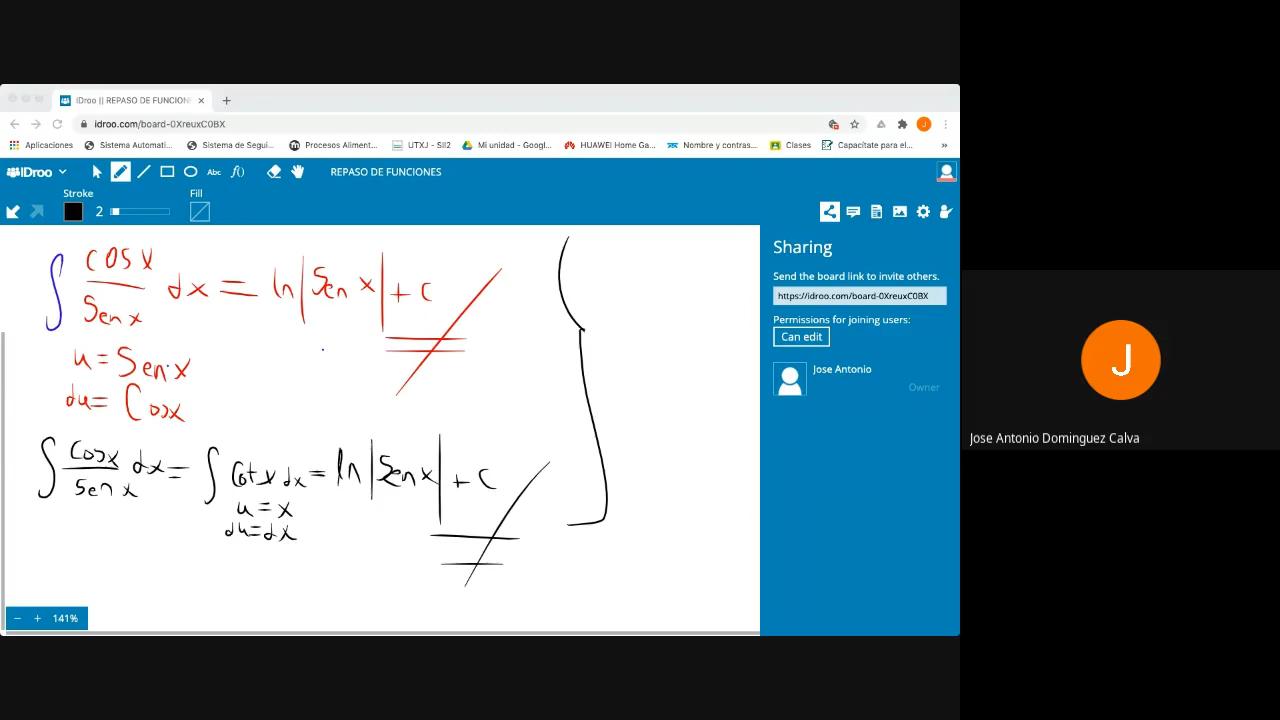 IDroo || REPASO DE FUNCIONE
idroo.com/board-0XreuxC0BX
Aplicaciones
Sistema Automati...
Sistema de Segui...
Procesos Aliment...
UTXJ - SII2
Mi unidad - Googl...
HUAWEI Home Ga...
Nombre y contras...
Clases
Capacítate para el...
»
IDroo
Abc
f()
REPASO DE FUNCIONES
Stroke
Fill
2
∫ cos x / Sen x dx = ln |Sen x| + c
u = Sen x
du = Cos x
∫ Cos x / Sen x dx = ∫ Cot x dx = ln |Sen x| + c
u = x
du = dx
141%
Sharing
Send the board link to invite others.
https://idroo.com/board-0XreuxC0BX
Permissions for joining users:
Can edit
Jose Antonio
Owner
J
J
Jose Antonio Dominguez Calva